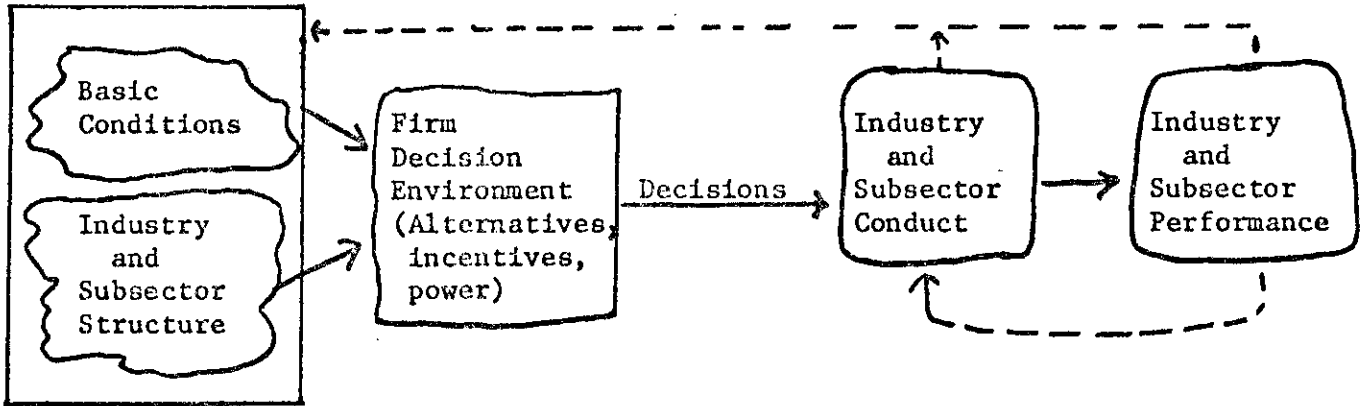 Basic
Conditions
Industry
and
Subsector
Structure
Firm
Decision
Environment
(Alternatives,
incentives,
power)
Decisions
Industry
and
Subsector
Conduct
Industry
and
Subsector
Performance